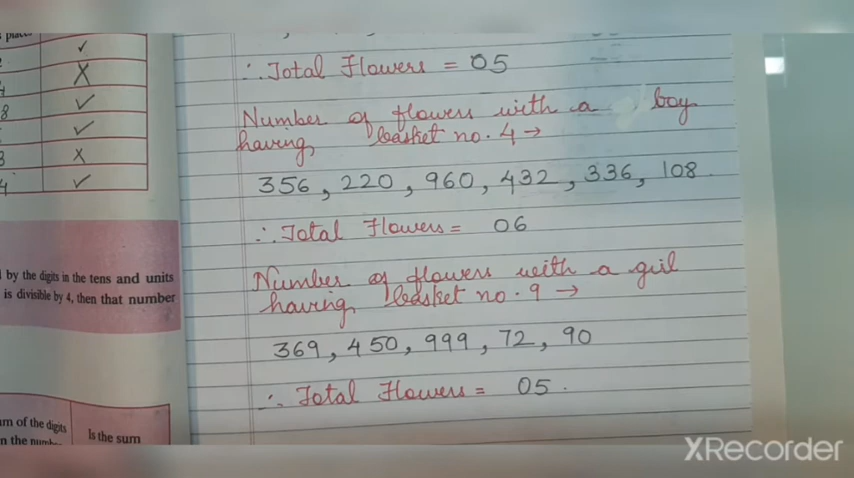 ∴ Total Flowers = 05
Number of flowers with a boy
having basket no. 4 →
356, 220, 960, 432, 336, 108
∴ Total Flowers = 06
Number of flowers with a girl
having basket no. 9 →
369, 450, 999, 72, 90
∴ Total Flowers = 05.
✓
X
8 ✓
✓
3 x
4 ✓
by the digits in the tens and units
is divisible by 4, then that number
of the digits
Is the sum
XRecorder